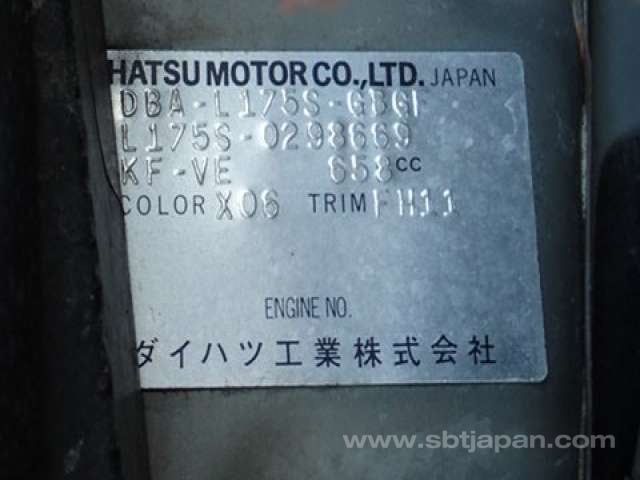 HATSU MOTOR CO., LTD. JAPAN
DBA-L175S-GBGF
L175S-0298669
KF-VE 658CC
COLOR X06 TRIM FH11
ENGINE NO.
ダイハツ工業株式会社
www.sbtjapan.com